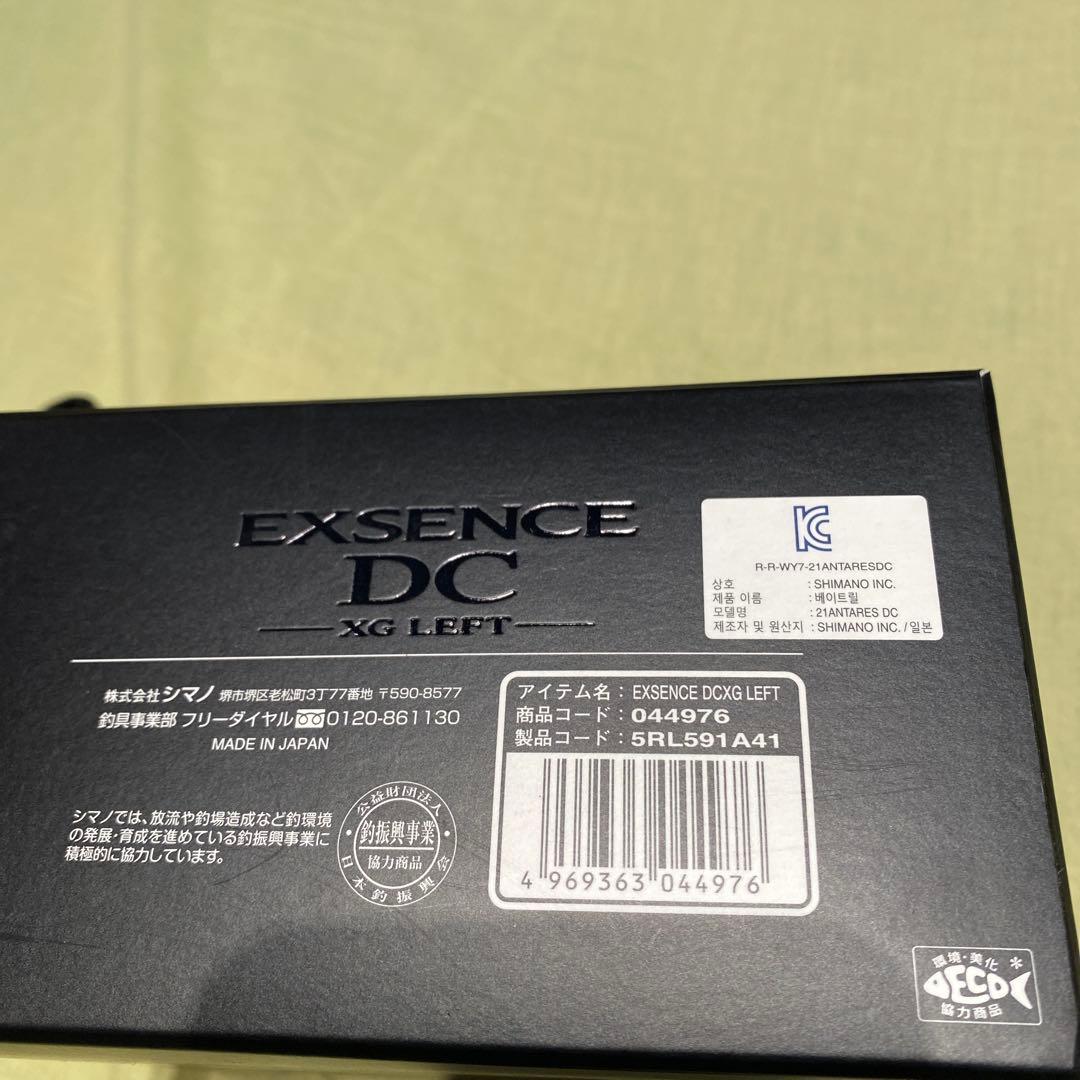 EXSENCE
DC
XG LEFT
KC
R-R-WY7-21ANTARESDC
상호 : SHIMANO INC.
제품 이름 : 베이트릴
모델명 : 21ANTARES DC
제조자 및 원산지 : SHIMANO INC. / 일본
株式会社 シマノ 堺市堺区老松町3丁77番地 〒590-8577
釣具事業部 フリーダイヤル 0120-861130
MADE IN JAPAN
アイテム名 : EXSENCE DCXG LEFT
商品コード : 044976
製品コード : 5RL591A41
4 969363 044976
シマノでは、放流や釣場造成など釣環境
の発展・育成を進めている釣振興事業に
積極的に協力しています。
公益財団法人
釣振興事業
協力商品
日本釣振興会
環境・美化
DECO
協力商品